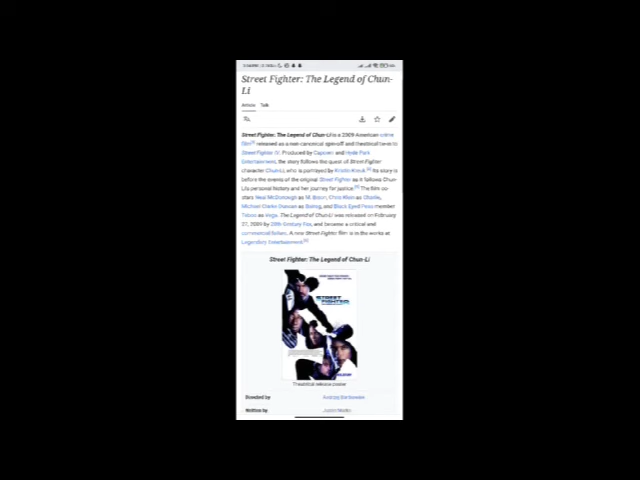 Street Fighter: The Legend of Chun-
Li
Article Talk
Street Fighter: The Legend of Chun-Li is a 2009 American crime
film released as a non-canonical spin-off and theatrical tie-in to
Street Fighter IV. Produced by Capcom and Hyde Park
Entertainment, the story follows the quest of Street Fighter
character Chun-Li, who is portrayed by Kristin Kreuk. Its story is
before the events of the original Street Fighter as it follows Chun-
Li's personal history and her journey for justice. The film co-
stars Neal McDonough as M. Bison, Chris Klein as Charlie,
Michael Clarke Duncan as Balrog, and Black Eyed Peas member
Taboo as Vega. The Legend of Chun-Li was released on February
27, 2009 by 20th Century Fox, and became a critical and
commercial failure. A new Street Fighter film is in the works at
Legendary Entertainment.
Street Fighter: The Legend of Chun-Li
STREET
FIGHTER
Theatrical release poster
Directed by Andrzej Bartkowiak
Written by Justin Marks